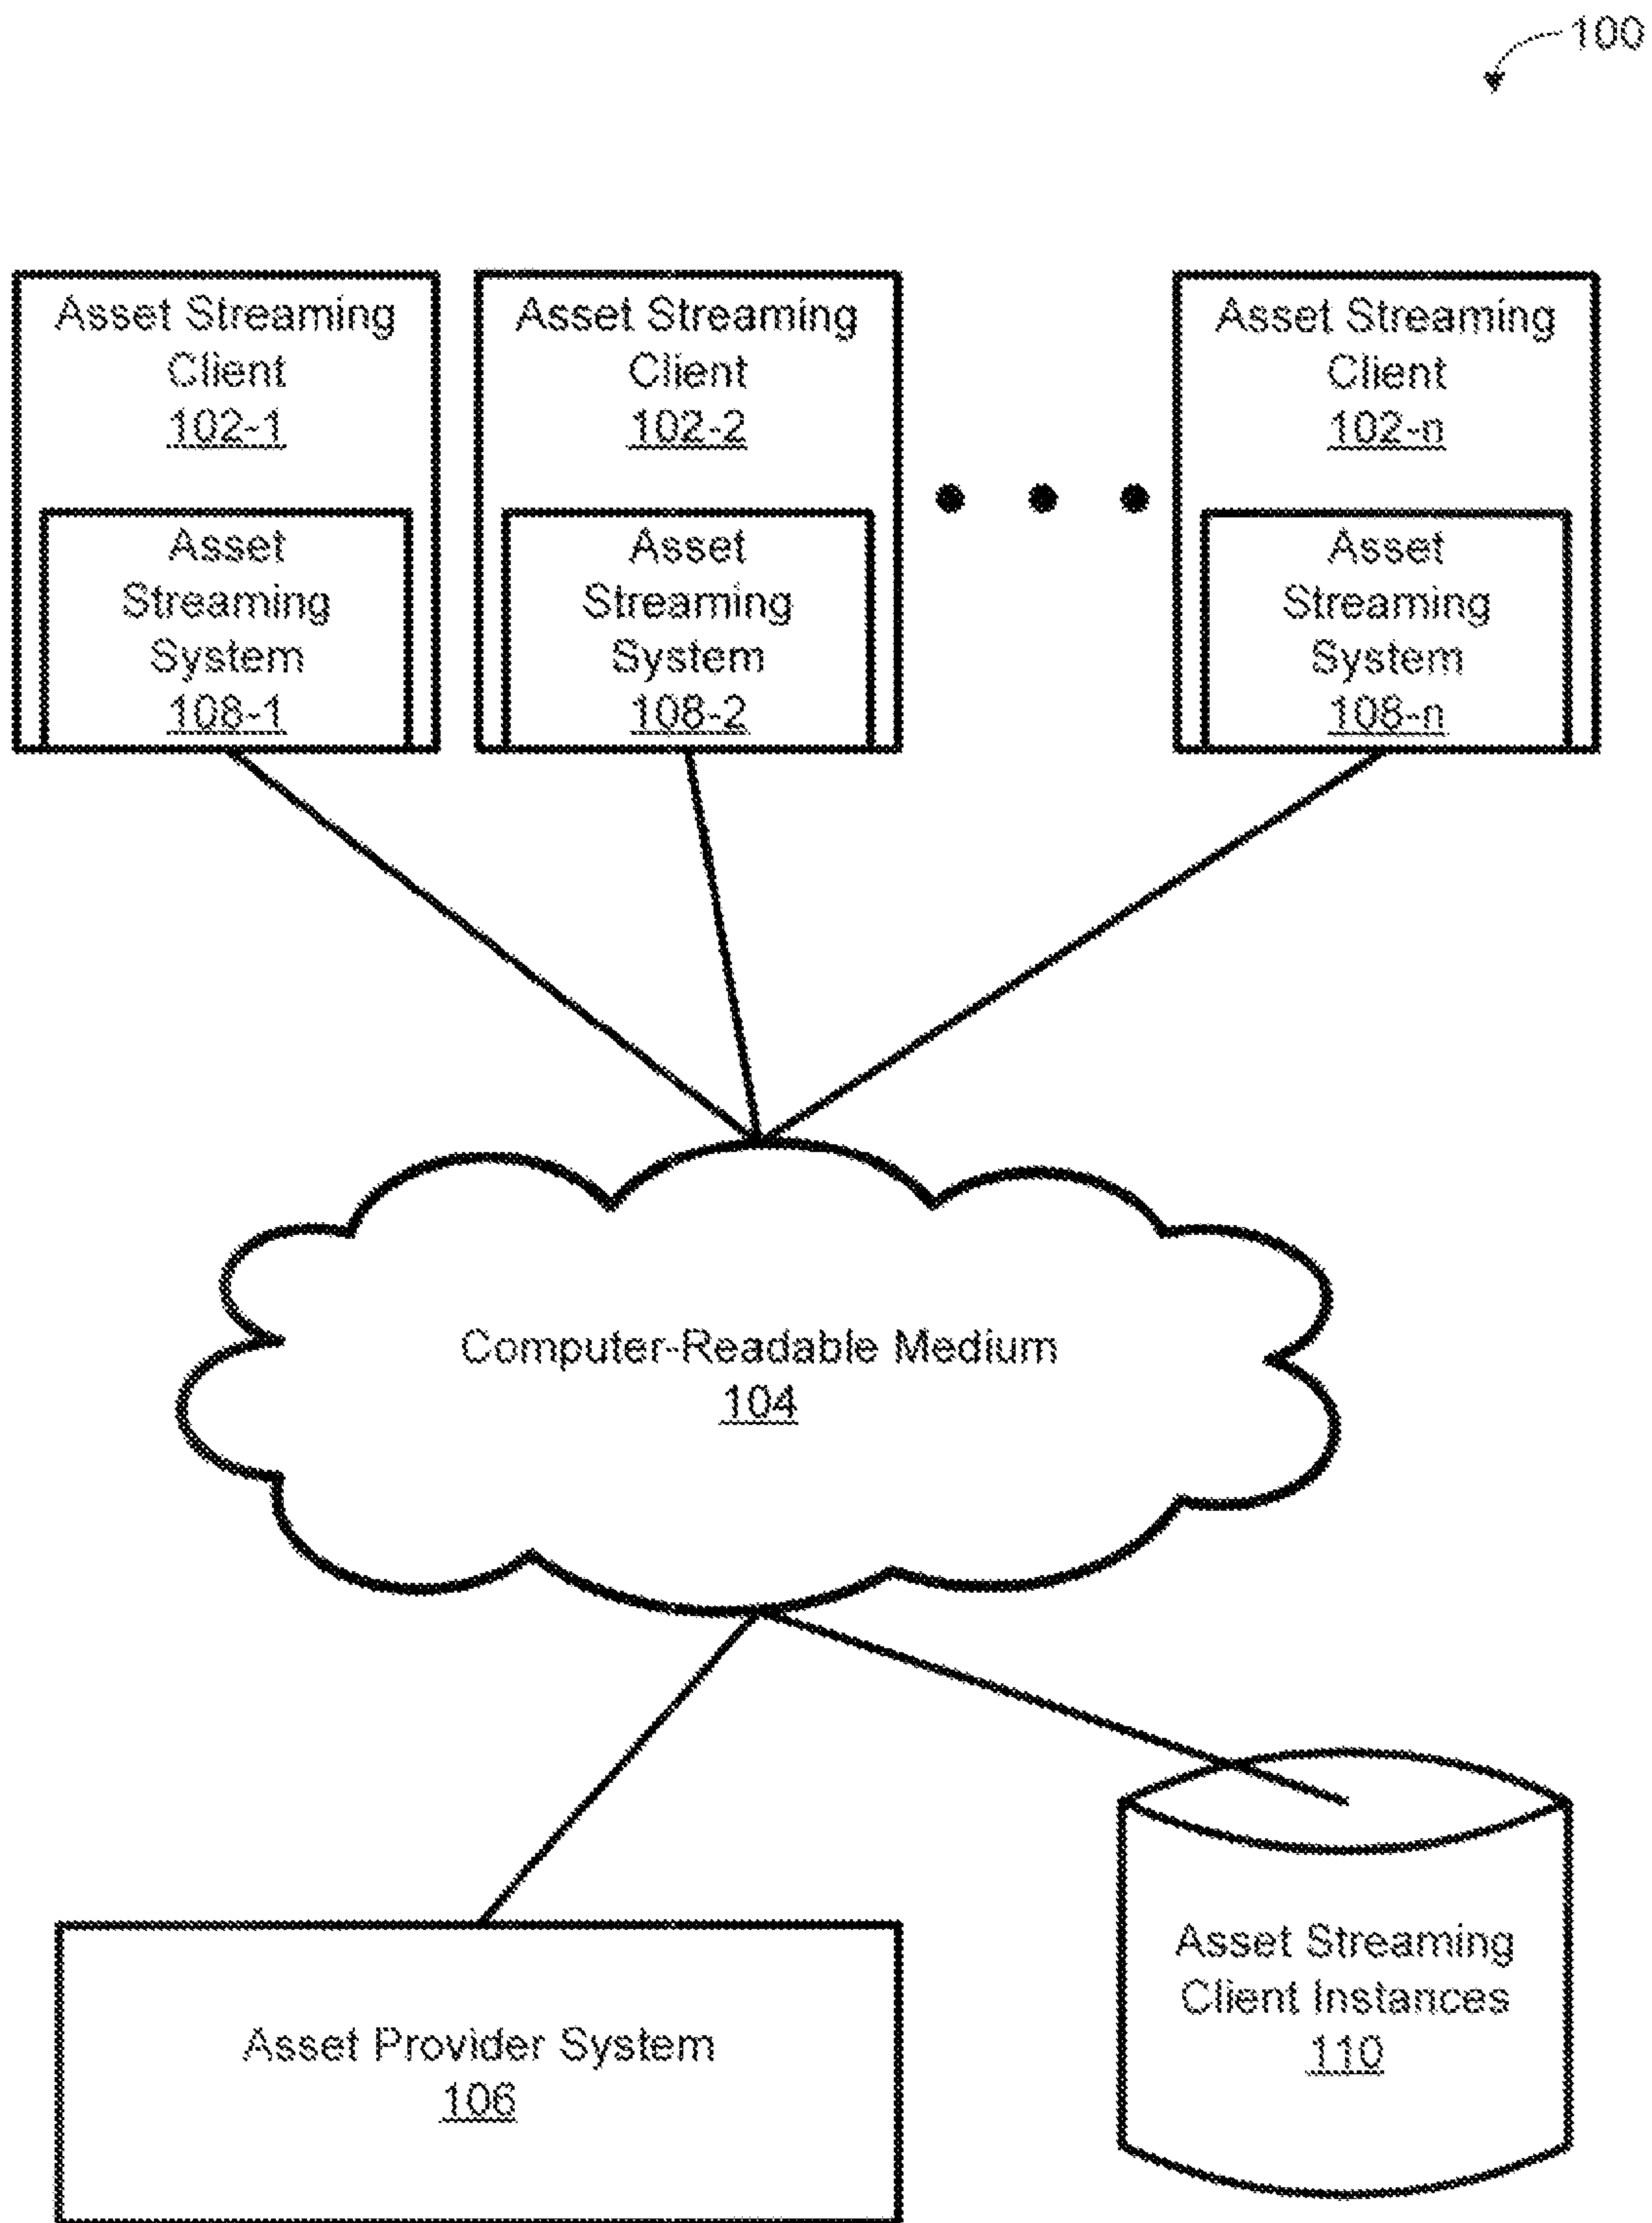 100
Asset Streaming
Client
102-1
Asset
Streaming
System
108-1
Asset Streaming
Client
102-2
Asset
Streaming
System
108-2
Asset Streaming
Client
102-n
Asset
Streaming
System
108-n
Computer-Readable Medium
104
Asset Provider System
106
Asset Streaming
Client Instances
110